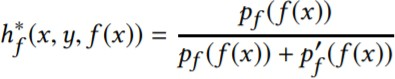 h*_f(x, y, f(x)) = p_f(f(x)) / (p_f(f(x)) + p'_f(f(x)))